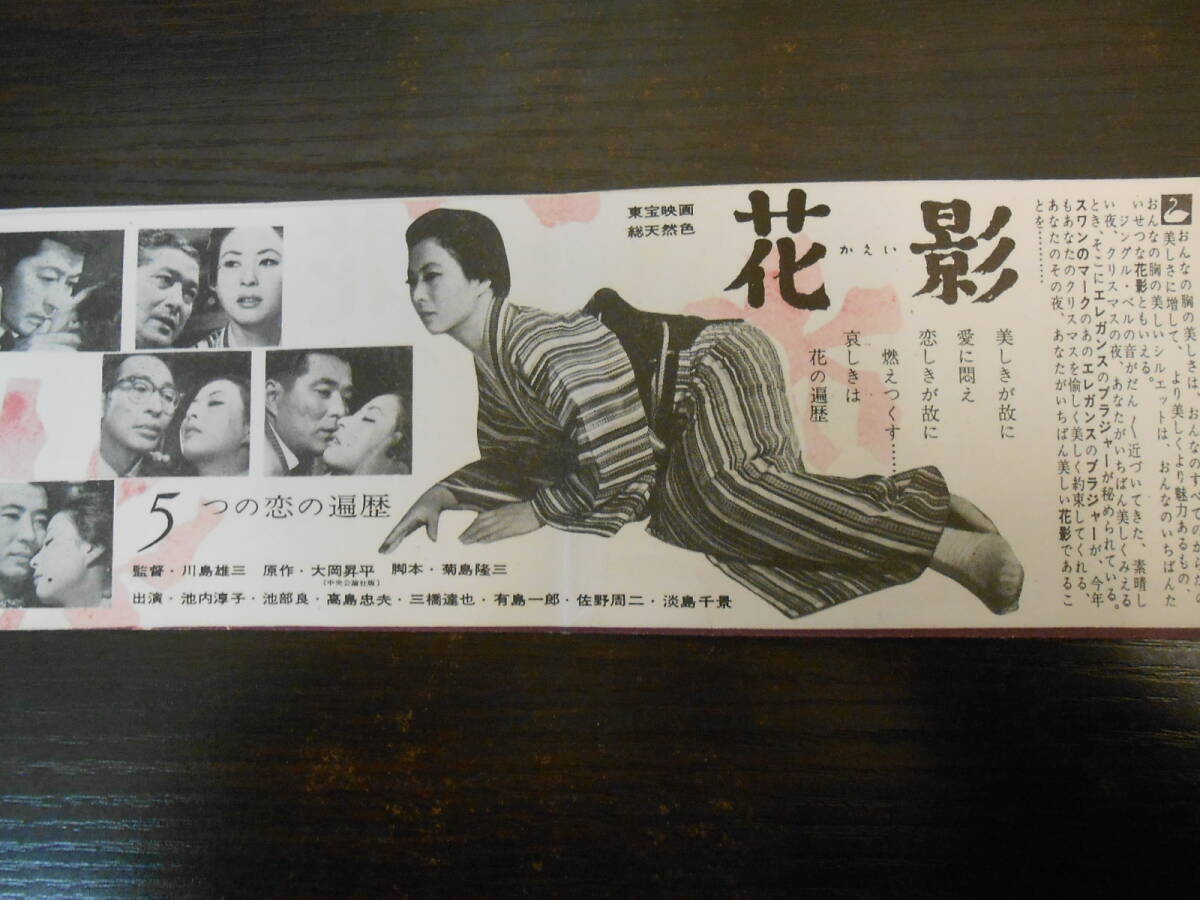 おんなの胸の美しさは、おんなのすべてのからだの
美しさに増して、より美しくより魅力あるもの、
おんなの胸の美しいシルエットは、おんなのいちばんた
いせつな花影ともいえる。
ジングル・ベルの音がだん〱近づいてきた、素晴し
い夜、クリスマスの夜、あなたがいちばん美しくみえる
とき、そこにエレガンスのブラジャーが秘められている。
スワンのマークのあのエレガンスのブラジャーが、今年
もあなたのクリスマスを愉しく美しく約束してくれる、
あなたのその夜、あなたがいちばん美しい花影であるこ
とを…………
東宝映画
総天然色
花影
かえい
美しきが故に
愛に悶え
恋しきが故に
燃えつくす……
哀しきは
花の遍歴
5つの恋の遍歴
監督・川島雄三 原作・大岡昇平 脚本・菊島隆三
(中央公論社版)
出演・池内淳子・池部良・高島忠夫・三橋達也・有島一郎・佐野周二・淡島千景